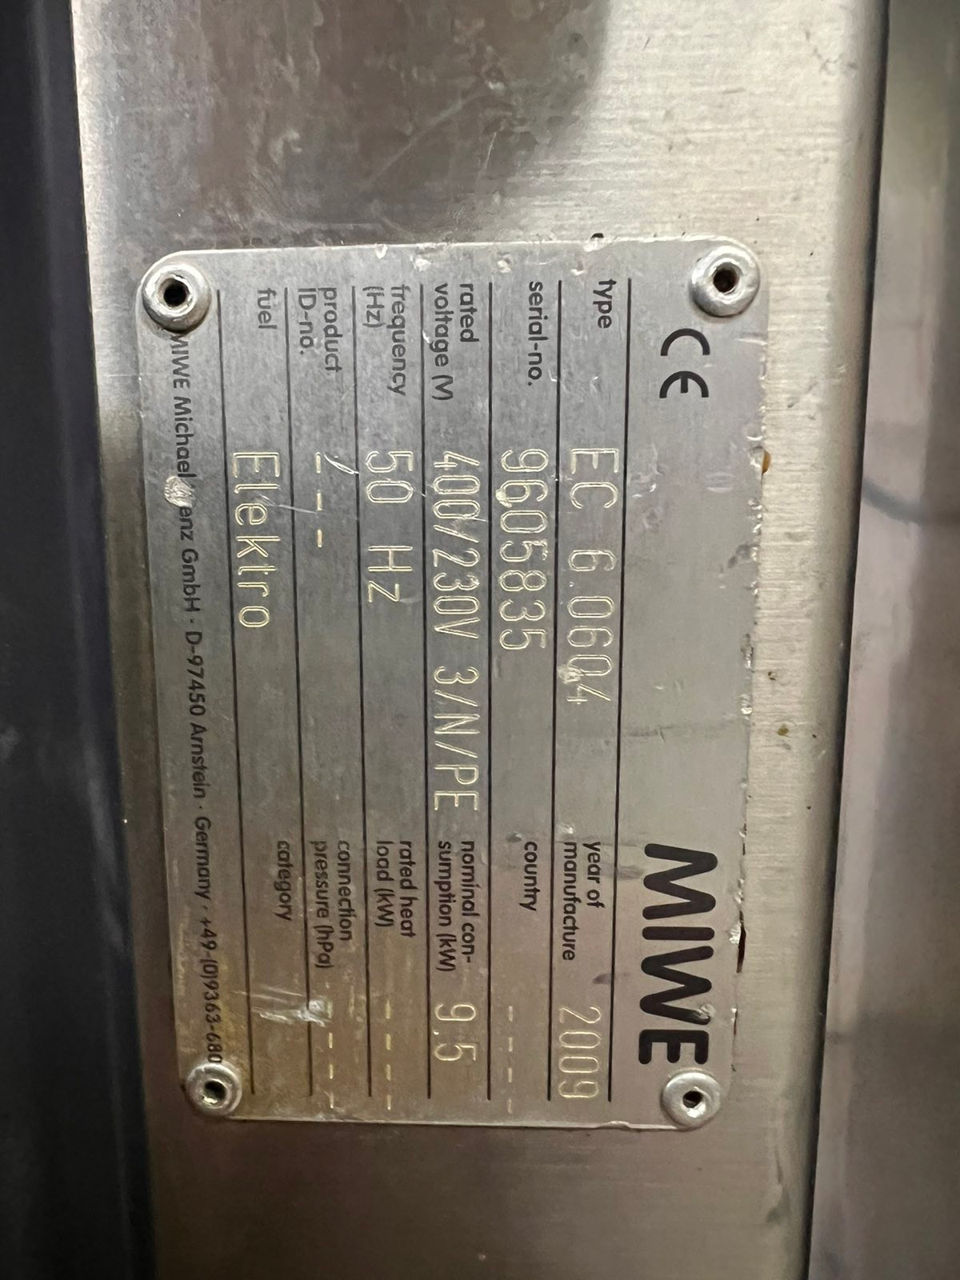 CE MIWE
type EC 6.0604 year of manufacture 2009
serial-no. 9605835 country ---
rated voltage (V) 400/230V 3/N/PE nominal con-sumption (kW) 9,5
frequency (Hz) 50 Hz rated heat load (kW) ---
product ID-no. --- connection pressure (hPa) ---
fuel Elektro category
MIWE Michael Wenz GmbH · D-97450 Arnstein · Germany · +49-(0)9363-680